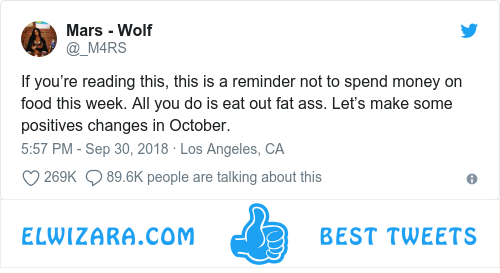 Mars - Wolf
@_M4RS
If you’re reading this, this is a reminder not to spend money on
food this week. All you do is eat out fat ass. Let’s make some
positives changes in October.
5:57 PM - Sep 30, 2018 · Los Angeles, CA
269K 89.6K people are talking about this
ELWIZARA.COM BEST TWEETS